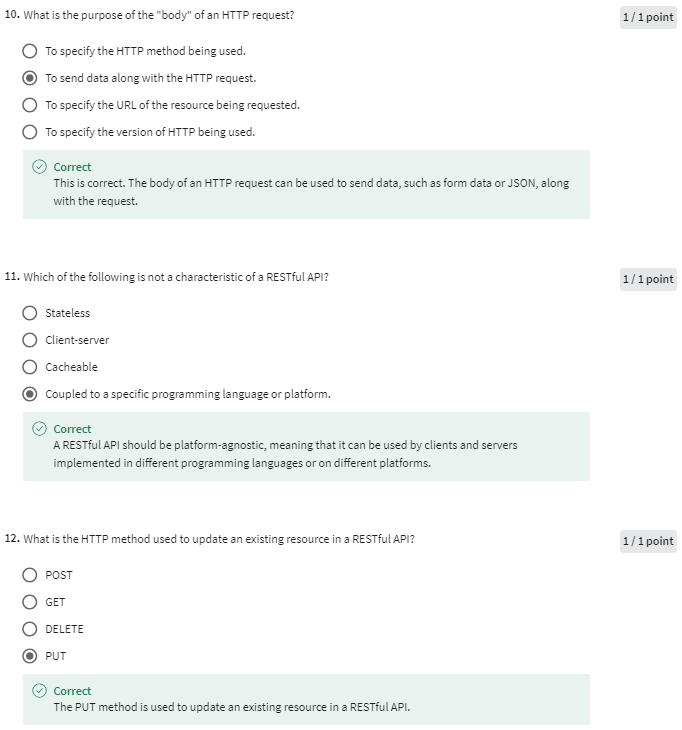 10. What is the purpose of the "body" of an HTTP request?
1 / 1 point
To specify the HTTP method being used.
To send data along with the HTTP request.
To specify the URL of the resource being requested.
To specify the version of HTTP being used.
Correct
This is correct. The body of an HTTP request can be used to send data, such as form data or JSON, along
with the request.
11. Which of the following is not a characteristic of a RESTful API?
1 / 1 point
Stateless
Client-server
Cacheable
Coupled to a specific programming language or platform.
Correct
A RESTful API should be platform-agnostic, meaning that it can be used by clients and servers
implemented in different programming languages or on different platforms.
12. What is the HTTP method used to update an existing resource in a RESTful API?
1 / 1 point
POST
GET
DELETE
PUT
Correct
The PUT method is used to update an existing resource in a RESTful API.